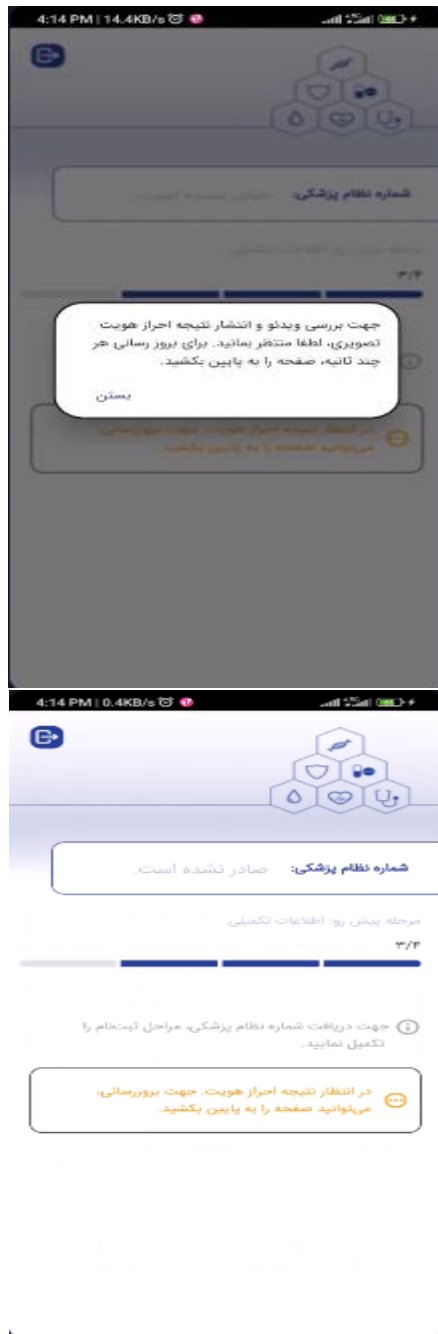 4:14 PM | 14.4KB/s
شماره نظام پزشکی:
۳/۴
جهت بررسی ویدئو و انتشار نتیجه احراز هویت
تصویری، لطفا منتظر بمانید. برای بروز رسانی هر
چند ثانیه، صفحه را به پایین بکشید.
بستن
در انتظار نتیجه احراز هویت. جهت بروزرسانی،
می‌توانید صفحه را به پایین بکشید.
4:14 PM | 0.4KB/s
شماره نظام پزشکی: صادر نشده است.
مرحله پیش رو: اطلاعات تکمیلی
۳/۴
جهت دریافت شماره نظام پزشکی، مراحل ثبت‌نام را
تکمیل نمایید.
در انتظار نتیجه احراز هویت. جهت بروزرسانی،
می‌توانید صفحه را به پایین بکشید.